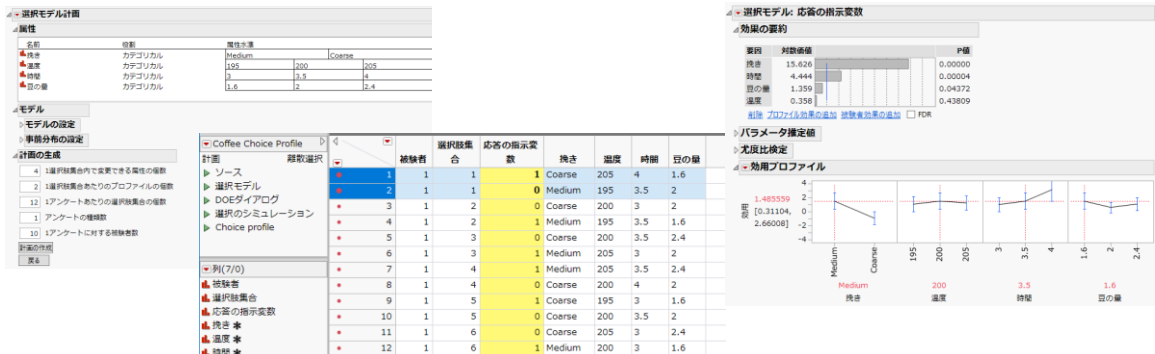 選択モデル計画
属性
名前 役割 属性水準
挽き カテゴリカル Medium Coarse
温度 カテゴリカル 195 200 205
時間 カテゴリカル 3 3.5 4
豆の量 カテゴリカル 1.6 2 2.4
モデル
モデルの設定
事前分布の設定
計画の生成
4 1選択肢集合内で変更できる属性の個数
2 1選択肢集合あたりのプロファイルの個数
12 1アンケートあたりの選択肢集合の個数
1 アンケートの種類数
10 1アンケートに対する被験者数
計画の作成
戻る
Coffee Choice Profile
計画 離散選択
ソース
選択モデル
DOEダイアログ
選択のシミュレーション
Choice profile
列(7/0)
被験者
選択肢集合
応答の指示変数
挽き ✱
温度 ✱
時間 ✱
被験者 選択肢集合 応答の指示変数 挽き 温度 時間 豆の量
1 1 1 1 Coarse 205 4 1.6
2 1 1 0 Medium 195 3.5 2
3 1 2 0 Coarse 200 3 2
4 1 2 1 Medium 195 3.5 1.6
5 1 3 0 Coarse 200 3.5 2.4
6 1 3 1 Medium 205 3 2
7 1 4 1 Medium 205 3.5 2.4
8 1 4 0 Coarse 200 4 2
9 1 5 1 Coarse 195 3 1.6
10 1 5 0 Coarse 200 3.5 2
11 1 6 0 Coarse 205 3 2.4
12 1 6 1 Medium 200 3 1.6
選択モデル: 応答の指示変数
効果の要約
要因 対数価値 P値
挽き 15.626 0.00000
時間 4.444 0.00004
豆の量 1.359 0.04372
温度 0.358 0.43809
削除 プロファイル効果の追加 被験者効果の追加 FDR
パラメータ推定値
尤度比検定
効用プロファイル
効用
1.485559
[0.31104,
2.66008]
4
2
0
-2
-4
Medium Coarse 195 200 205 3 3.5 4 1.6 2 2.4
Medium 200 3.5 1.6
挽き 温度 時間 豆の量